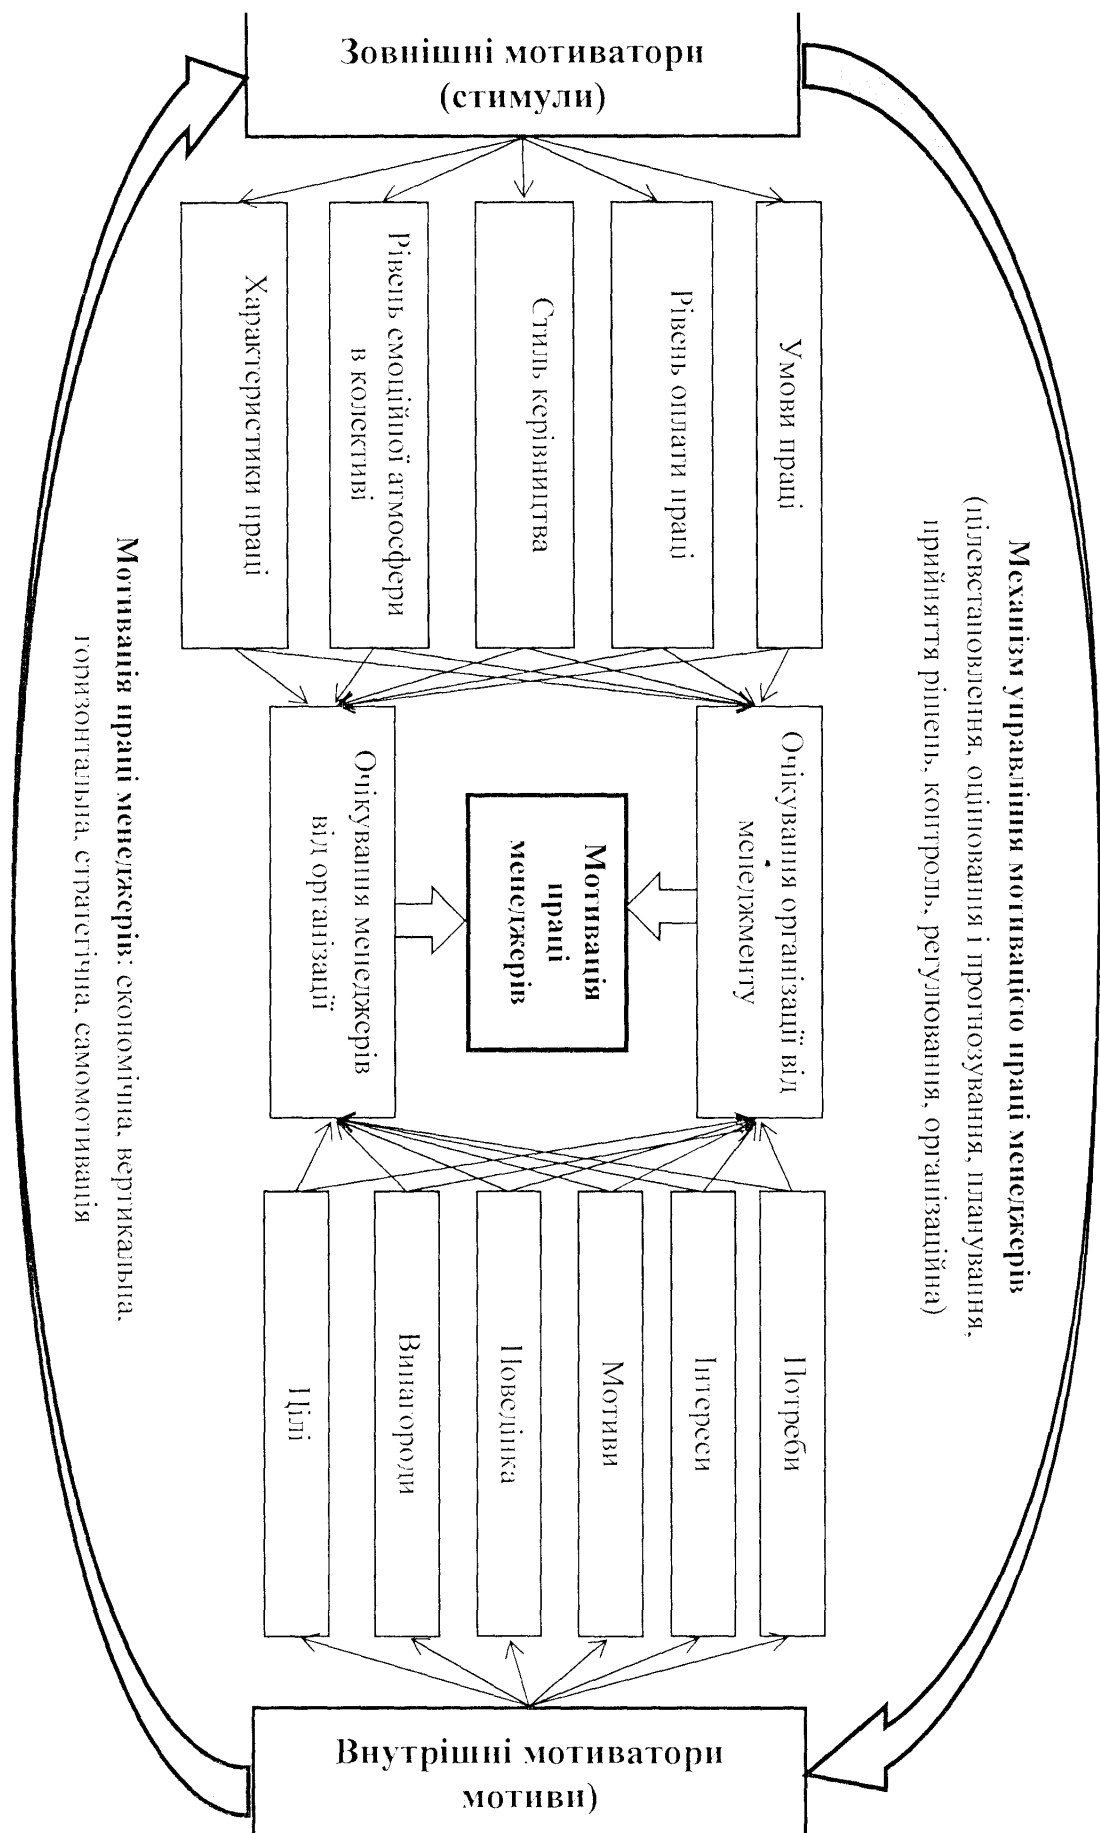 Зовнішні мотиватори
(стимули)
Механізм управління мотивацією праці менеджерів
(цілевстановлення, оцінювання і прогнозування, планування,
прийняття рішень, контроль, регулювання, організаційна)
Умови праці
Рівень оплати праці
Стиль керівництва
Рівень емоційної атмосфери
в колективі
Характеристики праці
Очікування організації від
менеджменту
Мотивація
праці
менеджерів
Очікування менеджерів
від організації
Потреби
Інтереси
Мотиви
Поведінка
Винагороди
Цілі
Мотивація праці менеджерів: економічна, вертикальна,
горизонтальна, стратегічна, самомотивація
Внутрішні мотиватори
мотиви)